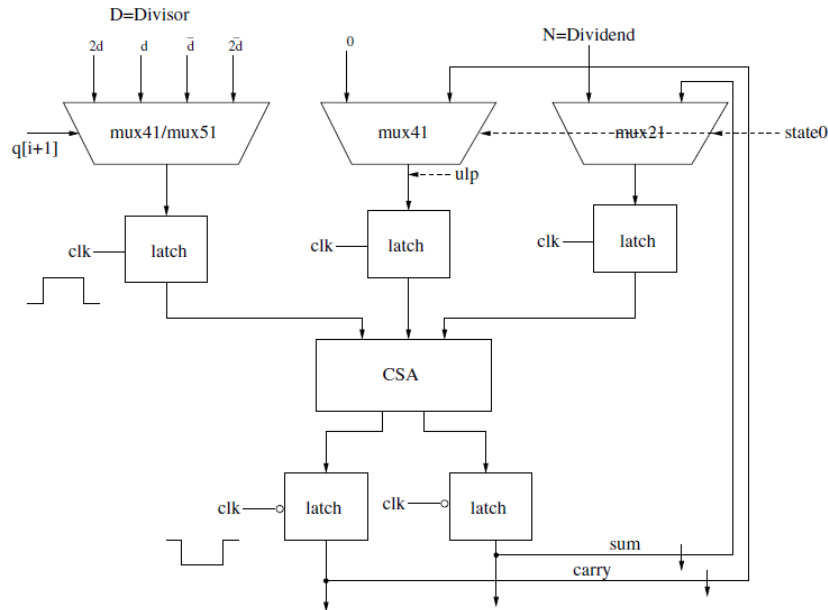 D=Divisor
2d
d
d̄
2d̄
0
N=Dividend
mux41/mux51
mux41
mux21
state0
q[i+1]
ulp
clk
latch
clk
latch
clk
latch
CSA
clk
latch
clk
latch
sum
carry